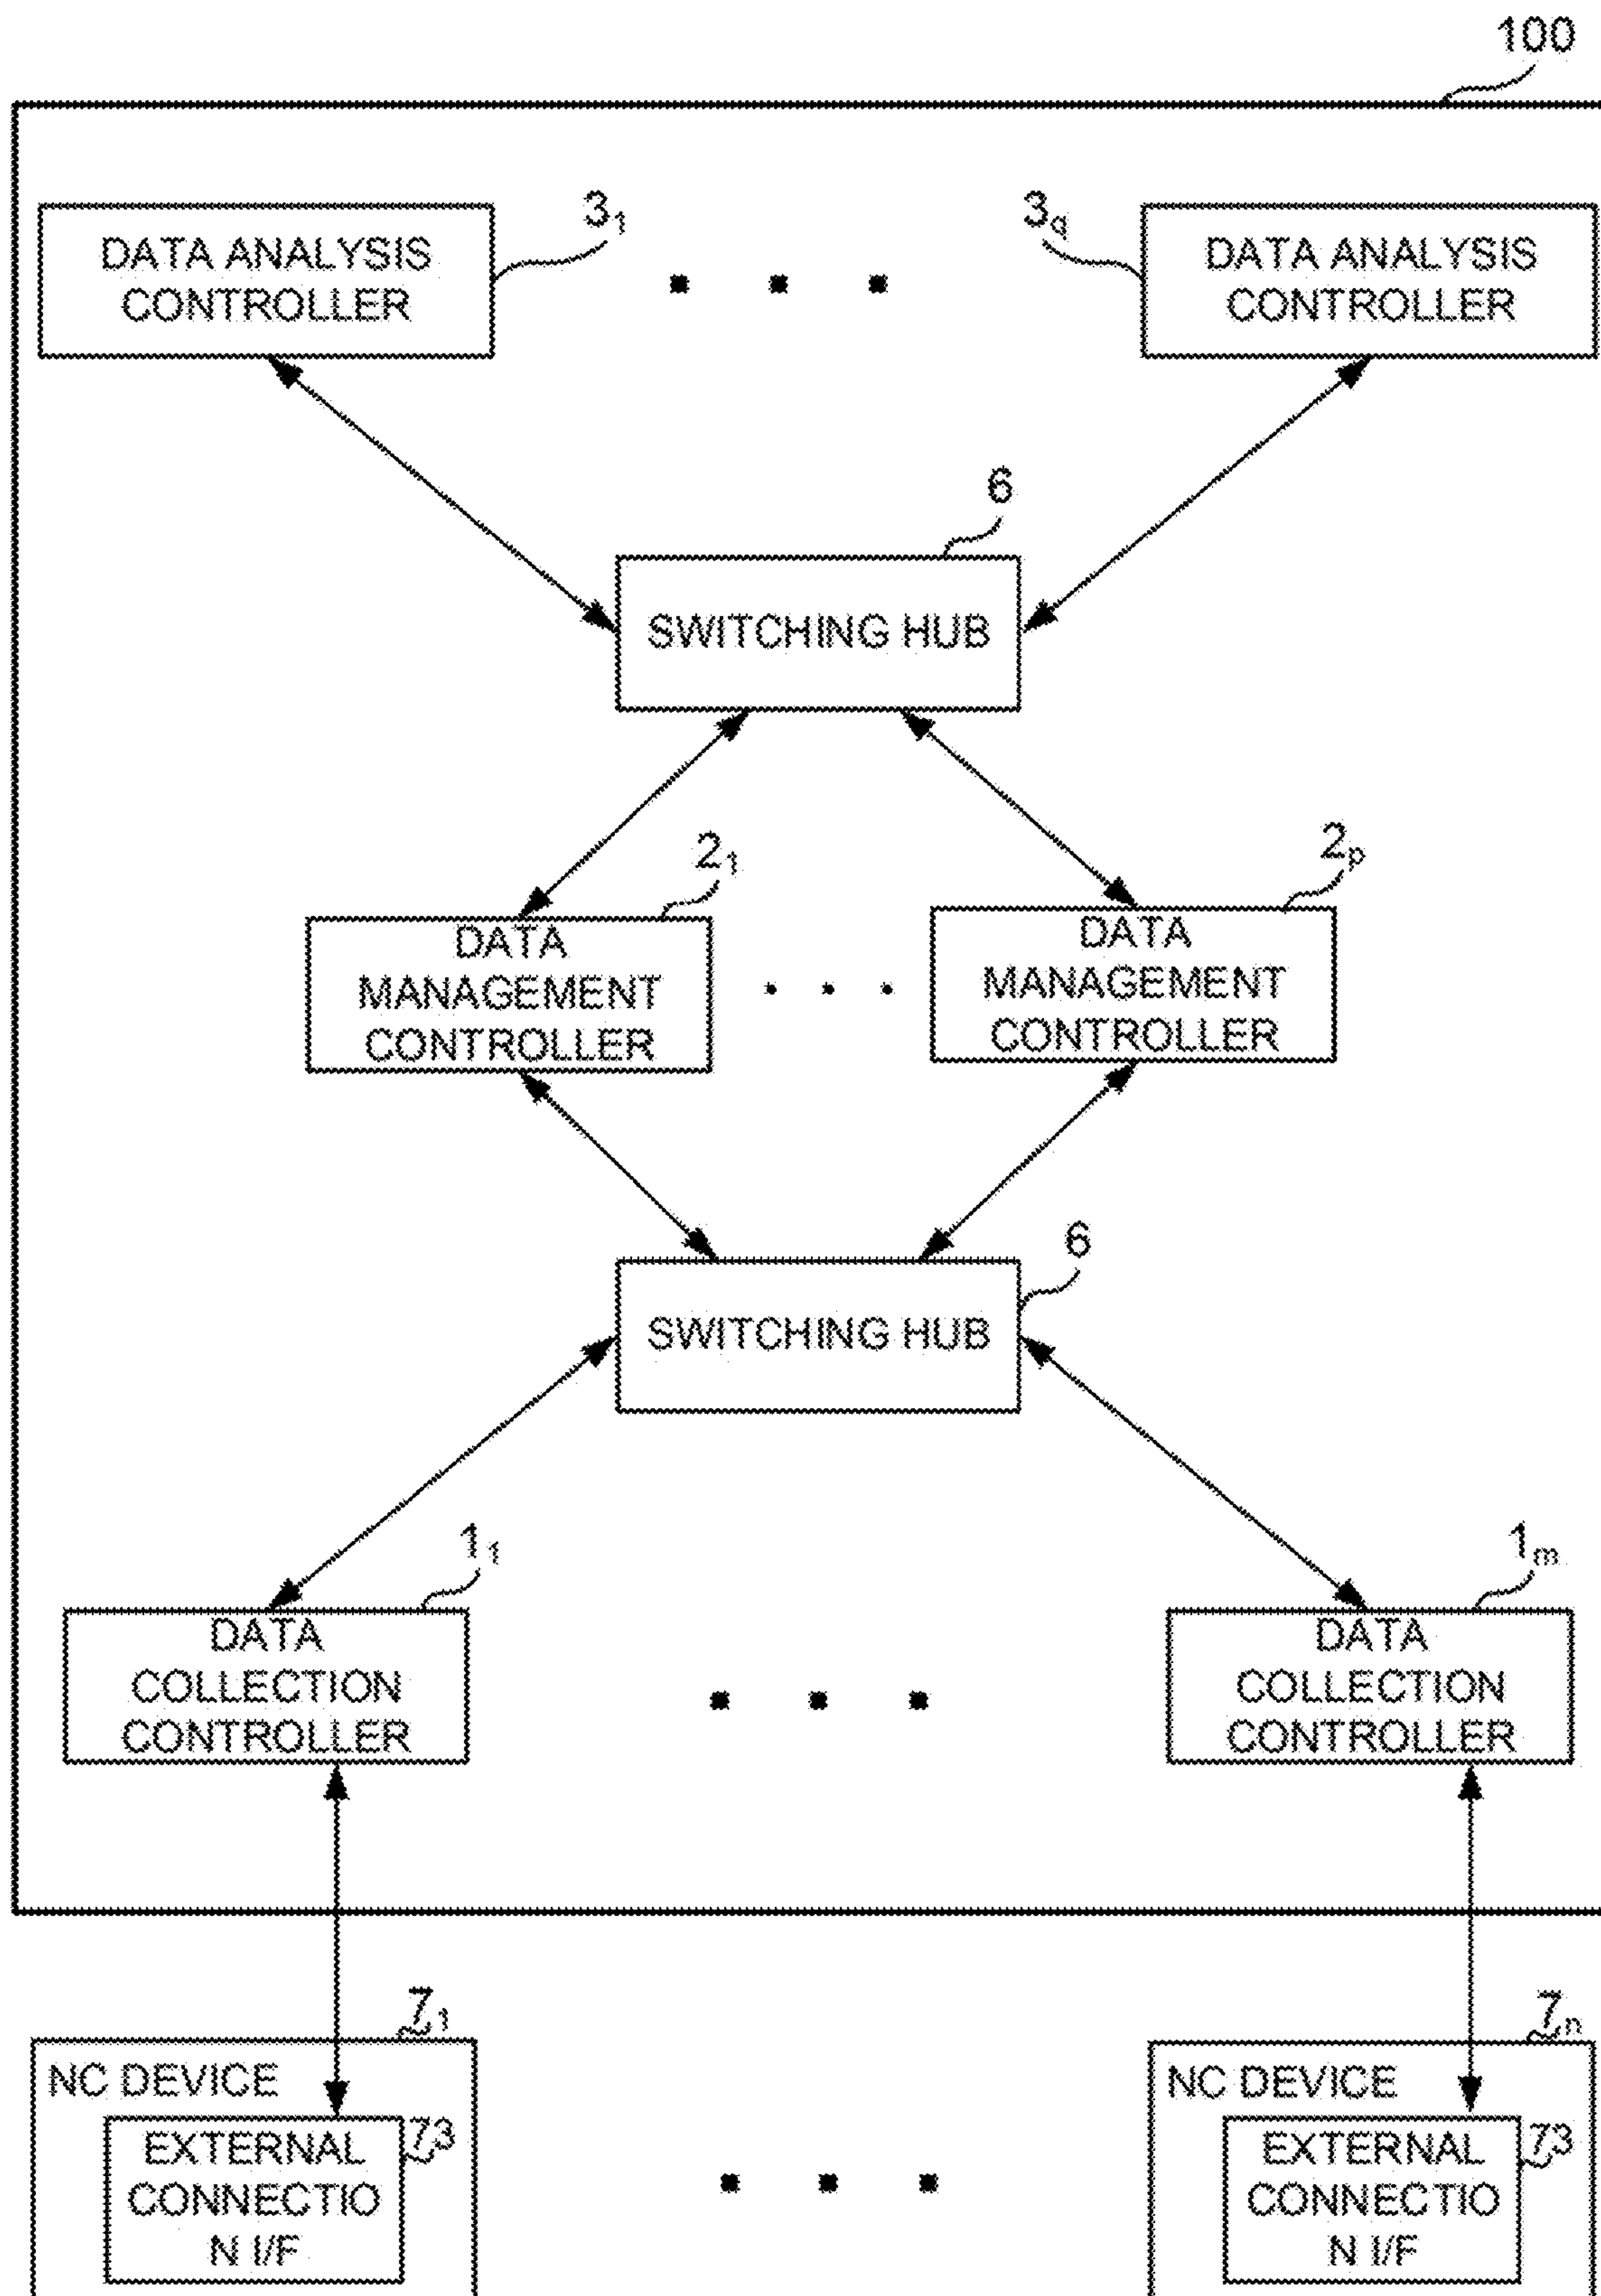 100
3₁
3q
DATA ANALYSIS
CONTROLLER
DATA ANALYSIS
CONTROLLER
6
SWITCHING HUB
2₁
2p
DATA
MANAGEMENT
CONTROLLER
DATA
MANAGEMENT
CONTROLLER
6
SWITCHING HUB
1₁
1m
DATA
COLLECTION
CONTROLLER
DATA
COLLECTION
CONTROLLER
7₁
7n
NC DEVICE
73
EXTERNAL
CONNECTIO
N I/F
NC DEVICE
73
EXTERNAL
CONNECTIO
N I/F